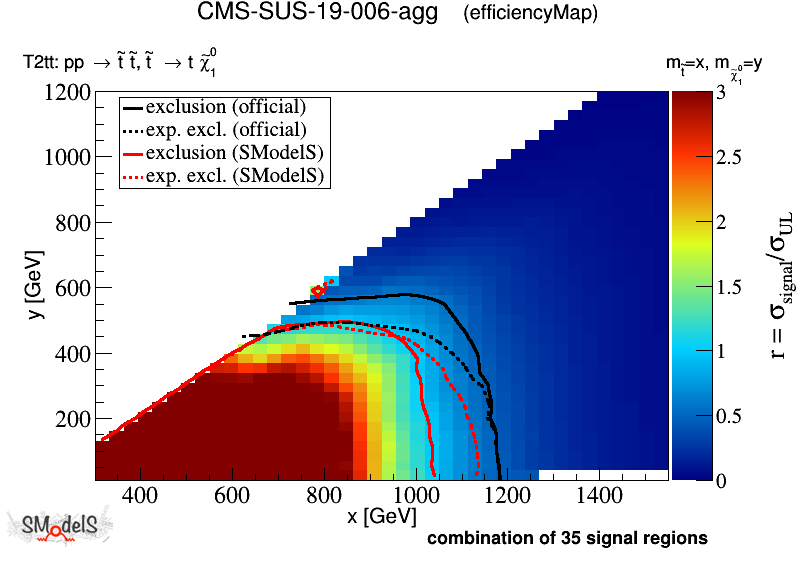 CMS-SUS-19-006-agg (efficiencyMap)
T2tt: pp → t̃ t̃, t̃ → t χ̃⁰₁
m_t̃=x, m_χ̃⁰₁=y
exclusion (official)
exp. excl. (official)
exclusion (SModelS)
exp. excl. (SModelS)
1200
1000
800
600
400
200
y [GeV]
400 600 800 1000 1200 1400
x [GeV]
3
2.5
2
1.5
1
0.5
0
r = σ_signal/σ_UL
SModelS
combination of 35 signal regions